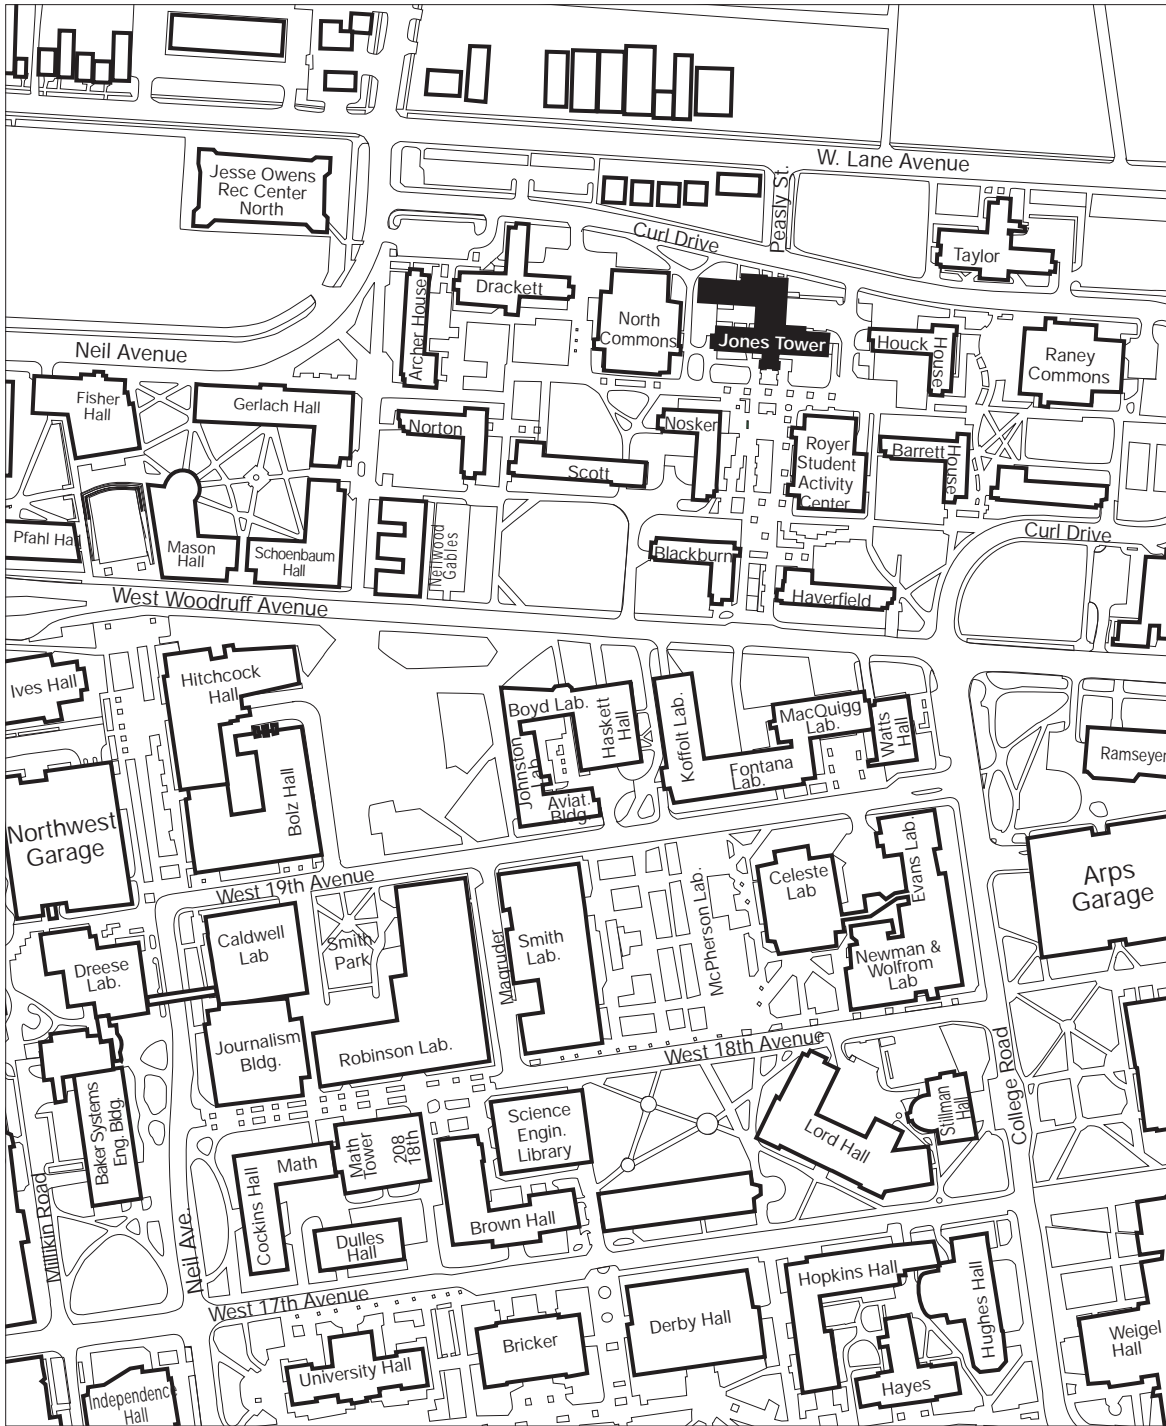 W. Lane Avenue
Jesse Owens
Rec Center
North
Peasly St.
Curl Drive
Taylor
Drackett
Archer House
North
Commons
Jones Tower
Houck
House
Raney
Commons
Neil Avenue
Fisher
Hall
Gerlach Hall
Norton
Scott
Nosker
Royer
Student
Activity
Center
Barrett
House
Curl Drive
Pfahl Hall
Mason
Hall
Schoenbaum
Hall
Neilwood
Gables
Blackburn
Haverfield
West Woodruff Avenue
Ives Hall
Hitchcock
Hall
Boyd Lab.
Haskett
Hall
Johnston
Lab.
Aviat.
Bldg.
Koffolt Lab.
Fontana
Lab.
MacQuigg
Lab.
Watts
Hall
Ramseyer
Bolz Hall
Northwest
Garage
West 19th Avenue
Celeste
Lab
Evans Lab.
Arps
Garage
Caldwell
Lab
Smith
Park
Magruder
Smith
Lab.
McPherson Lab.
Newman &
Wolfrom
Lab
Dreese
Lab.
Journalism
Bldg.
Robinson Lab.
West 18th Avenue
College Road
Baker Systems
Eng. Bldg.
Science
Engin.
Library
Lord Hall
Stillman
Hall
Math
Math
Tower
208
18th
Cockins Hall
Dulles
Hall
Brown Hall
Millikin Road
Neil Ave.
West 17th Avenue
Hopkins Hall
Hughes Hall
University Hall
Bricker
Derby Hall
Hayes
Weigel
Hall
Independence
Hall